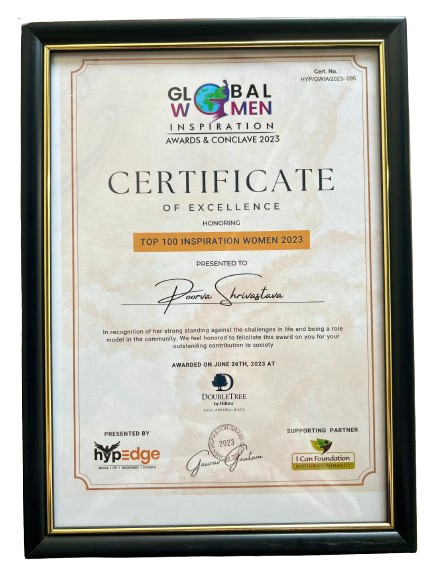 Cert. No. :
HYP/GWIA/2023- 095
GLOBAL
WOMEN
INSPIRATION
AWARDS & CONCLAVE 2023
CERTIFICATE
OF EXCELLENCE
HONORING
TOP 100 INSPIRATION WOMEN 2023
PRESENTED TO
Poorva Shrivastava
In recognition of her strong standing against the challenges in life and being a role
model in the community. We feel honored to felicitate this award on you for your
outstanding contribution to society
AWARDED ON JUNE 26TH, 2023 AT
DOUBLETREE
by Hilton
PRESENTED BY
hypEdge
SUPPORTING PARTNER
I Can Foundation
NURTURING HUMANITY
2023
Gaurav Gautam